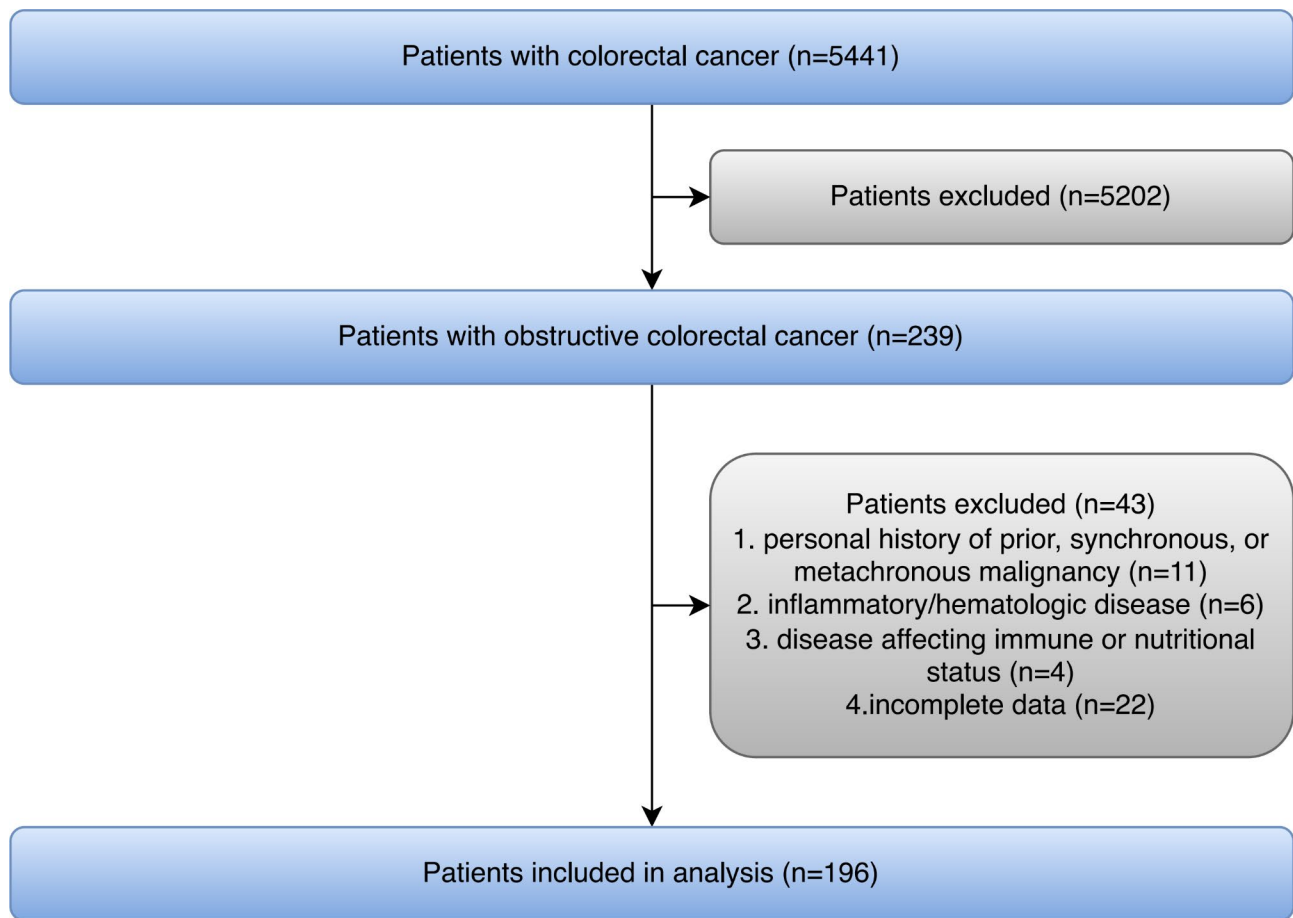 Patients with colorectal cancer (n=5441)
Patients excluded (n=5202)
Patients with obstructive colorectal cancer (n=239)
Patients excluded (n=43)
1. personal history of prior, synchronous, or
metachronous malignancy (n=11)
2. inflammatory/hematologic disease (n=6)
3. disease affecting immune or nutritional
status (n=4)
4.incomplete data (n=22)
Patients included in analysis (n=196)